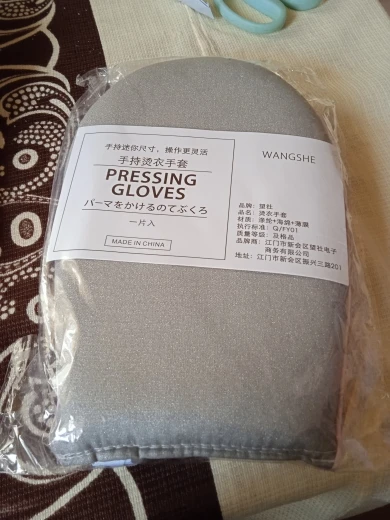 手持迷你尺寸，操作更灵活
手持烫衣手套
PRESSING
GLOVES
パーマをかけるのてぶくろ
一片入
MADE IN CHINA
WANGSHE
品牌：望社
品名：烫衣手套
材质：涤纶+海绵+薄膜
执行标准：Q/FY01
质量等级：及格品
品牌商：江门市新会区望社电子
商务有限公司
地址：江门市新会区振兴三路201